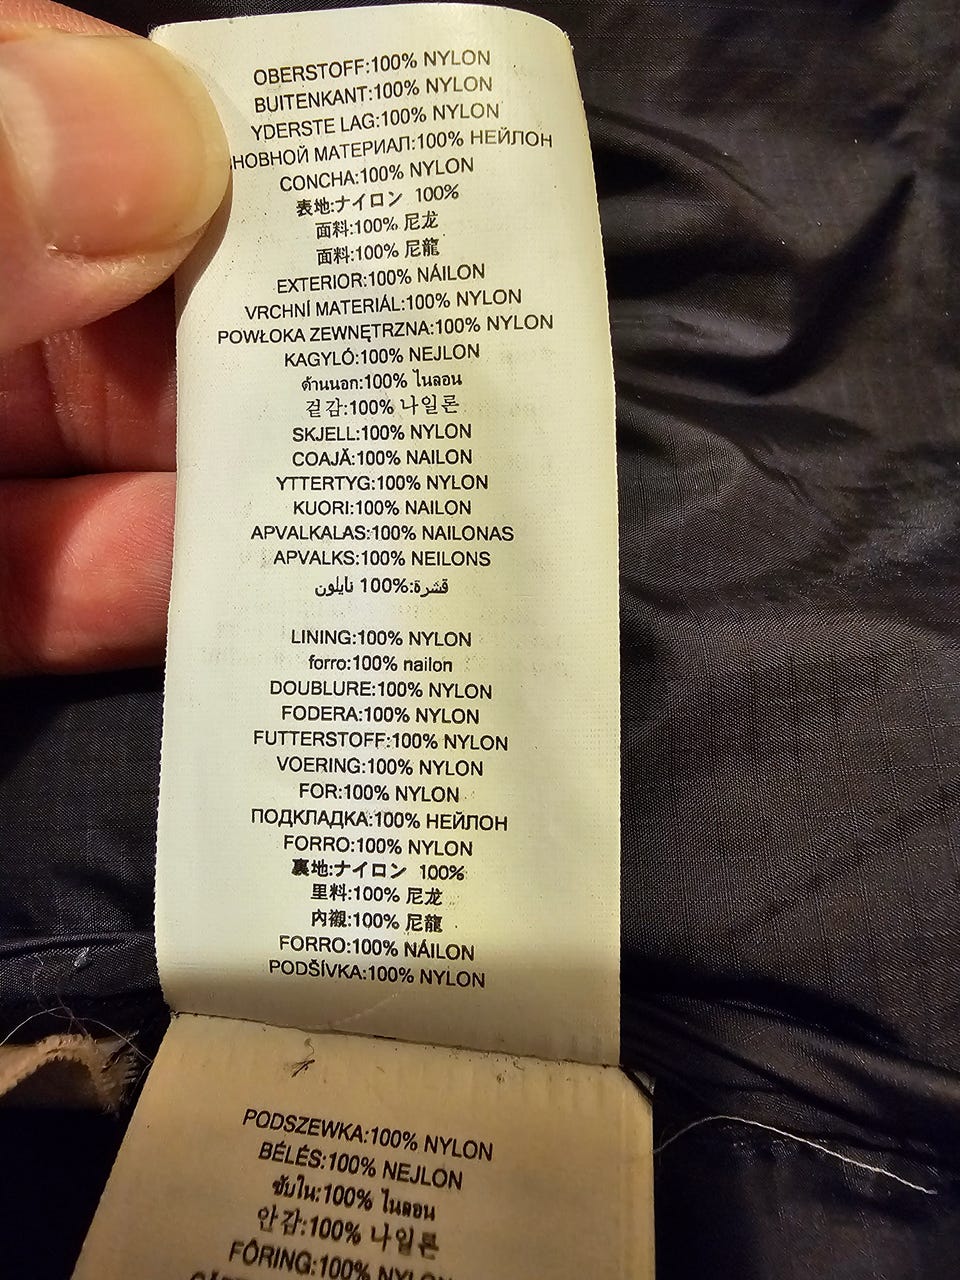 OBERSTOFF:100% NYLON
BUITENKANT:100% NYLON
YDERSTE LAG:100% NYLON
МАТЕРИАЛ:100% НЕЙЛОН
CONCHA:100% NYLON
表地:ナイロン 100%
面料:100% 尼龙
面料:100% 尼龍
EXTERIOR:100% NÁILON
VRCHNÍ MATERIÁL:100% NYLON
POWŁOKA ZEWNĘTRZNA:100% NYLON
KAGYLÓ:100% NEJLON
ด้านนอก:100% ไนลอน
겉감:100% 나일론
SKJELL:100% NYLON
COAJĂ:100% NAILON
YTTERTYG:100% NYLON
KUORI:100% NAILON
APVALKALAS:100% NAILONAS
APVALKS:100% NEILONS
قشرة:100% نايلون
LINING:100% NYLON
forro:100% nailon
DOUBLURE:100% NYLON
FODERA:100% NYLON
FUTTERSTOFF:100% NYLON
VOERING:100% NYLON
FOR:100% NYLON
ПОДКЛАДКА:100% НЕЙЛОН
FORRO:100% NYLON
裏地:ナイロン 100%
里料:100% 尼龙
內襯:100% 尼龍
FORRO:100% NÁILON
PODŠÍVKA:100% NYLON
PODSZEWKA:100% NYLON
BÉLÉS:100% NEJLON
ซับใน:100% ไนลอน
안감:100% 나일론
FÔRING:100% NYLON